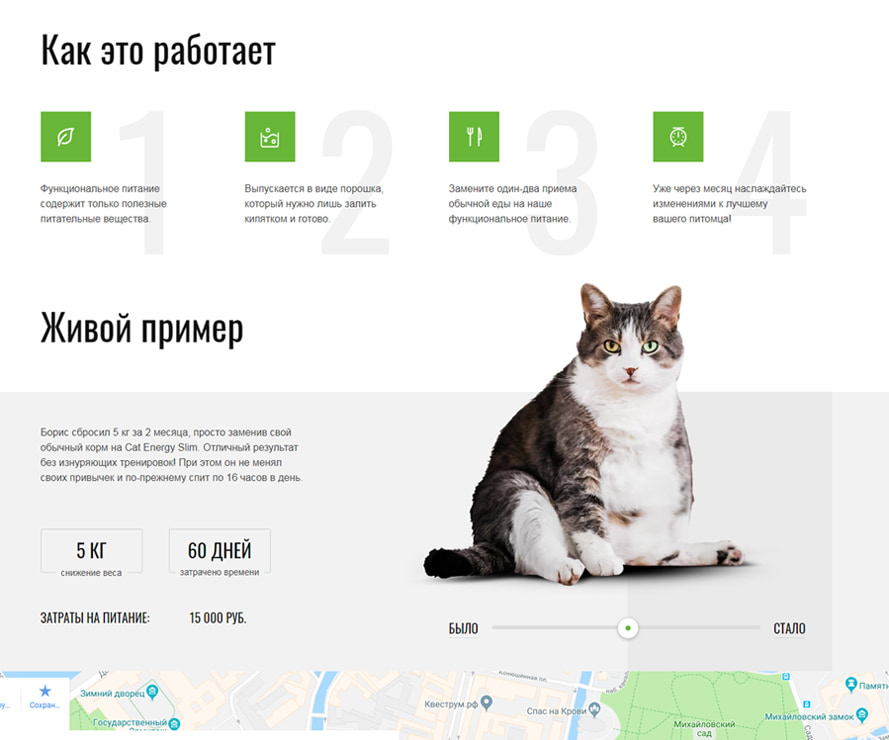 Как это работает
1
2
3
4
Функциональное питание
содержит только полезные
питательные вещества.
Выпускается в виде порошка,
который нужно лишь залить
кипятком и готово.
Замените один-два приема
обычной еды на наше
функциональное питание.
Уже через месяц наслаждайтесь
изменениями к лучшему
вашего питомца!
Живой пример
Борис сбросил 5 кг за 2 месяца, просто заменив свой
обычный корм на Cat Energy Slim. Отличный результат
без изнуряющих тренировок! При этом он не менял
своих привычек и по-прежнему спит по 16 часов в день.
5 КГ
снижение веса
60 ДНЕЙ
затрачено времени
ЗАТРАТЫ НА ПИТАНИЕ:
15 000 РУБ.
БЫЛО
СТАЛО
Сохран...
Зимний дворец
Государственный
Конюшенная пл.
Квеструм.рф
Спас на Крови
Михайловский
сад
Михайловский замок
Памятн
Сад